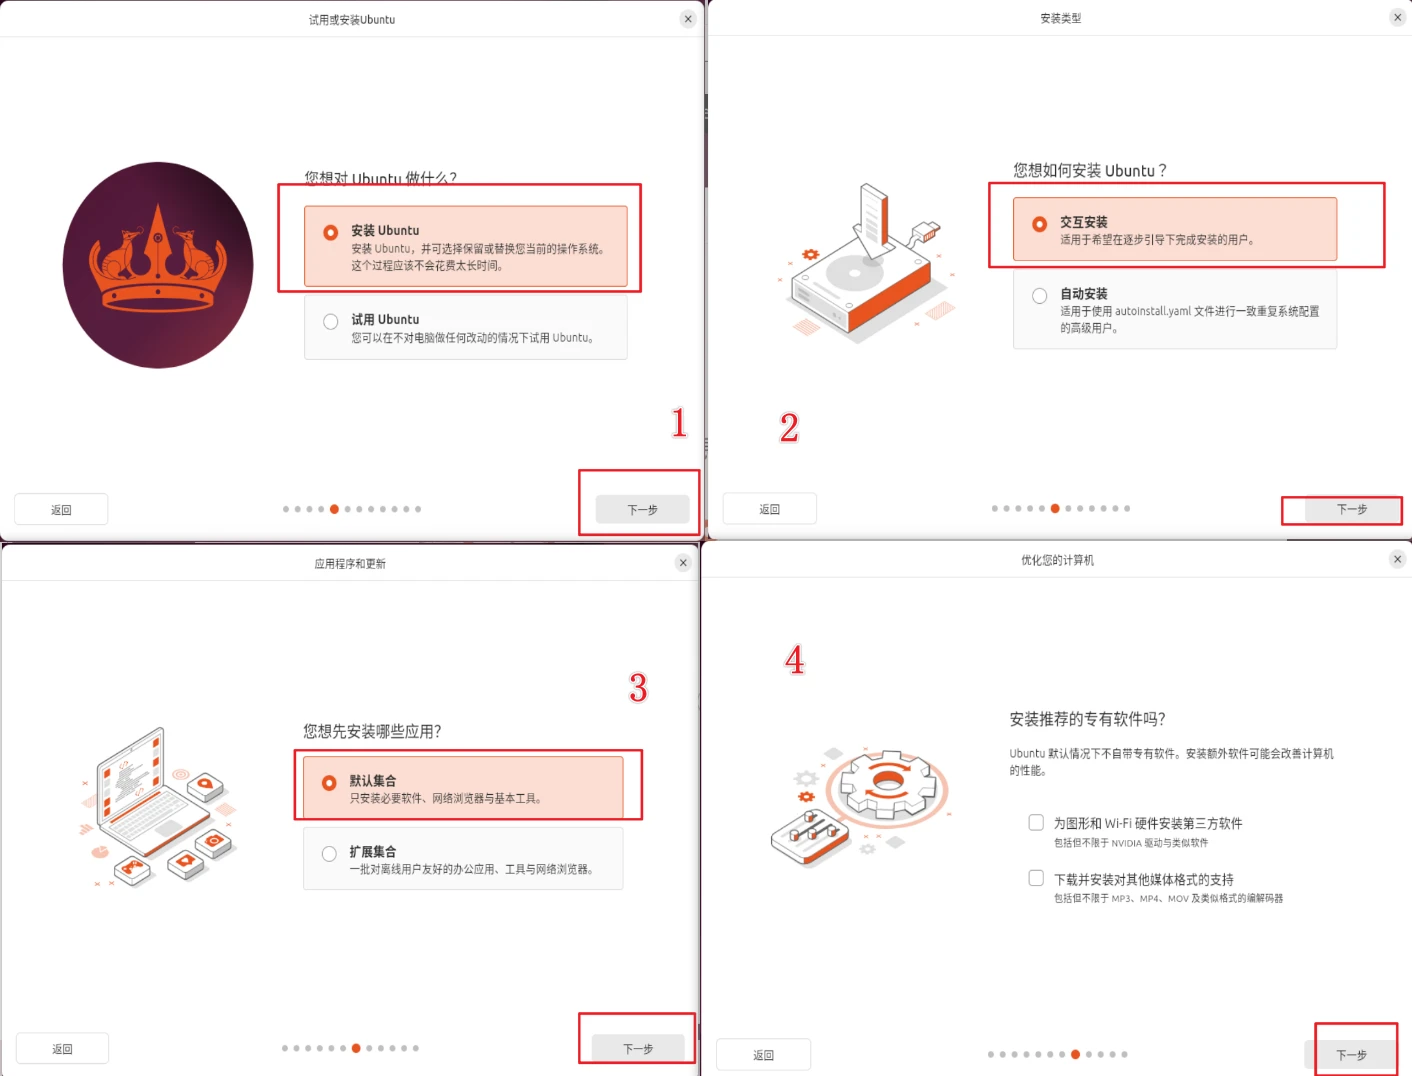 试用或安装Ubuntu
您想对 Ubuntu 做什么？
安装 Ubuntu
安装 Ubuntu，并可选择保留或替换您当前的操作系统。
这个过程应该不会花费太长时间。
试用 Ubuntu
您可以在不对电脑做任何改动的情况下试用 Ubuntu。
1
返回
下一步
安装类型
您想如何安装 Ubuntu？
交互安装
适用于希望在逐步引导下完成安装的用户。
自动安装
适用于使用 autoinstall.yaml 文件进行一致重复系统配置
的高级用户。
2
返回
下一步
应用程序和更新
3
您想先安装哪些应用？
默认集合
只安装必要软件、网络浏览器与基本工具。
扩展集合
一批对离线用户友好的办公应用、工具与网络浏览器。
返回
下一步
优化您的计算机
4
安装推荐的专有软件吗？
Ubuntu 默认情况下不自带专有软件。安装额外软件可能会改善计算机
的性能。
为图形和 Wi-Fi 硬件安装第三方软件
包括但不限于 NVIDIA 驱动与类似软件
下载并安装对其他媒体格式的支持
包括但不限于 MP3、MP4、MOV 及类似格式的编解码器
返回
下一步